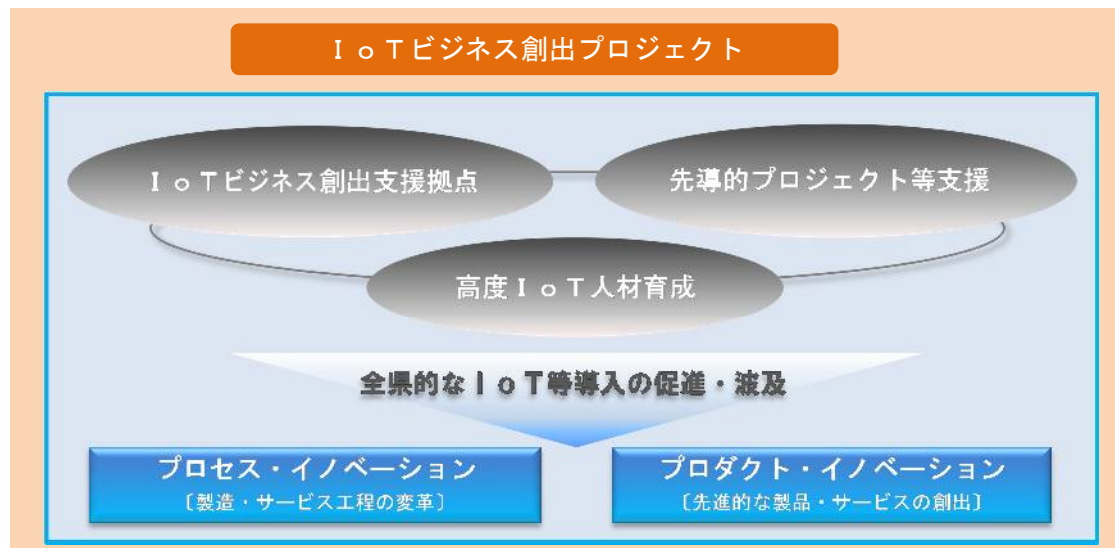 ＩｏＴビジネス創出プロジェクト
ＩｏＴビジネス創出支援拠点
先導的プロジェクト等支援
高度ＩｏＴ人材育成
全県的なＩｏＴ等導入の促進・波及
プロセス・イノベーション
〔製造・サービス工程の変革〕
プロダクト・イノベーション
〔先進的な製品・サービスの創出〕